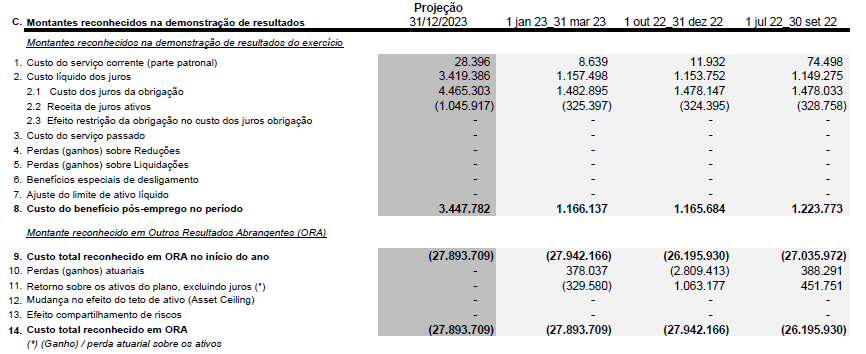 Projeção
C. Montantes reconhecidos na demonstração de resultados 31/12/2023 1 jan 23_31 mar 23 1 out 22_31 dez 22 1 jul 22_30 set 22
Montantes reconhecidos na demonstração de resultados do exercício
1. Custo do serviço corrente (parte patronal) 28.396 8.639 11.932 74.498
2. Custo líquido dos juros 3.419.386 1.157.498 1.153.752 1.149.275
2.1 Custo dos juros da obrigação 4.465.303 1.482.895 1.478.147 1.478.033
2.2 Receita de juros ativos (1.045.917) (325.397) (324.395) (328.758)
2.3 Efeito restrição da obrigação no custo dos juros obrigação - - - -
3. Custo do serviço passado - - - -
4. Perdas (ganhos) sobre Reduções - - - -
5. Perdas (ganhos) sobre Liquidações - - - -
6. Benefícios especiais de desligamento - - - -
7. Ajuste do limite de ativo líquido - - - -
8. Custo do benefício pós-emprego no período 3.447.782 1.166.137 1.165.684 1.223.773
Montante reconhecido em Outros Resultados Abrangentes (ORA)
9. Custo total reconhecido em ORA no início do ano (27.893.709) (27.942.166) (26.195.930) (27.035.972)
10. Perdas (ganhos) atuariais - 378.037 (2.809.413) 388.291
11. Retorno sobre os ativos do plano, excluindo juros (*) - (329.580) 1.063.177 451.751
12. Mudança no efeito do teto de ativo (Asset Ceiling) - - - -
13. Efeito compartilhamento de riscos - - - -
14. Custo total reconhecido em ORA (27.893.709) (27.893.709) (27.942.166) (26.195.930)
(*) (Ganho) / perda atuarial sobre os ativos